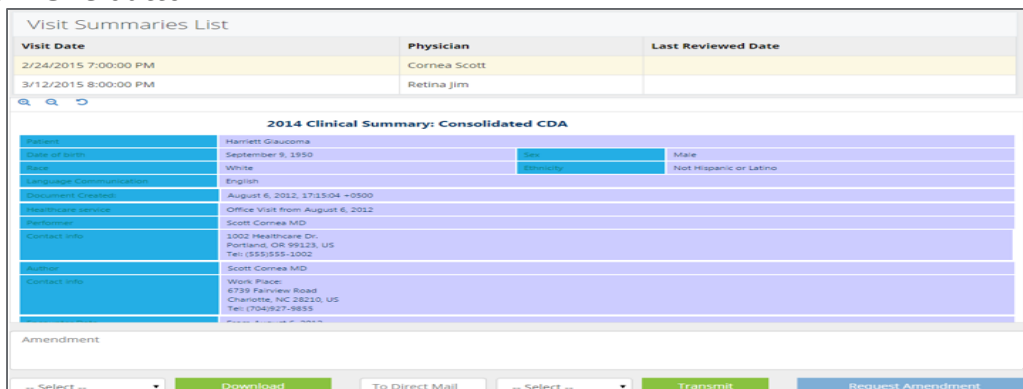 Visit Summaries List
Visit Date Physician Last Reviewed Date
2/24/2015 7:00:00 PM Cornea Scott
3/12/2015 8:00:00 PM Retina Jim
2014 Clinical Summary: Consolidated CDA
Patient Harriett Glaucoma
Date of birth September 9, 1950 Sex Male
Race White Ethnicity Not Hispanic or Latino
Language Communication English
Document Created: August 6, 2012, 17:15:04 +0500
Healthcare service Office Visit from August 6, 2012
Performer Scott Cornea MD
Contact info 1002 Healthcare Dr.
Portland, OR 99123, US
Tel: (555)555-1002
Author Scott Cornea MD
Contact info Work Place:
6739 Fairview Road
Charlotte, NC 28210, US
Tel: (704)927-9855
Amendment
-- Select -- Download To Direct Mail -- Select -- Transmit Request Amendment